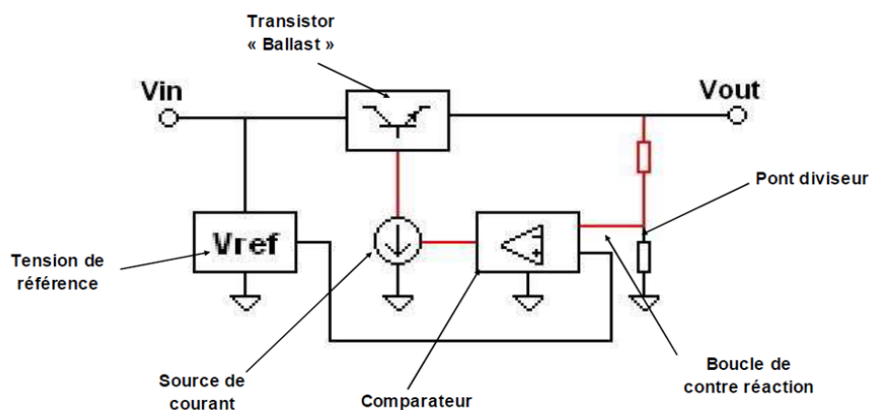 Transistor
« Ballast »
Vin
Vout
Pont diviseur
Vref
Tension de
référence
Source de
courant
Comparateur
Boucle de
contre réaction